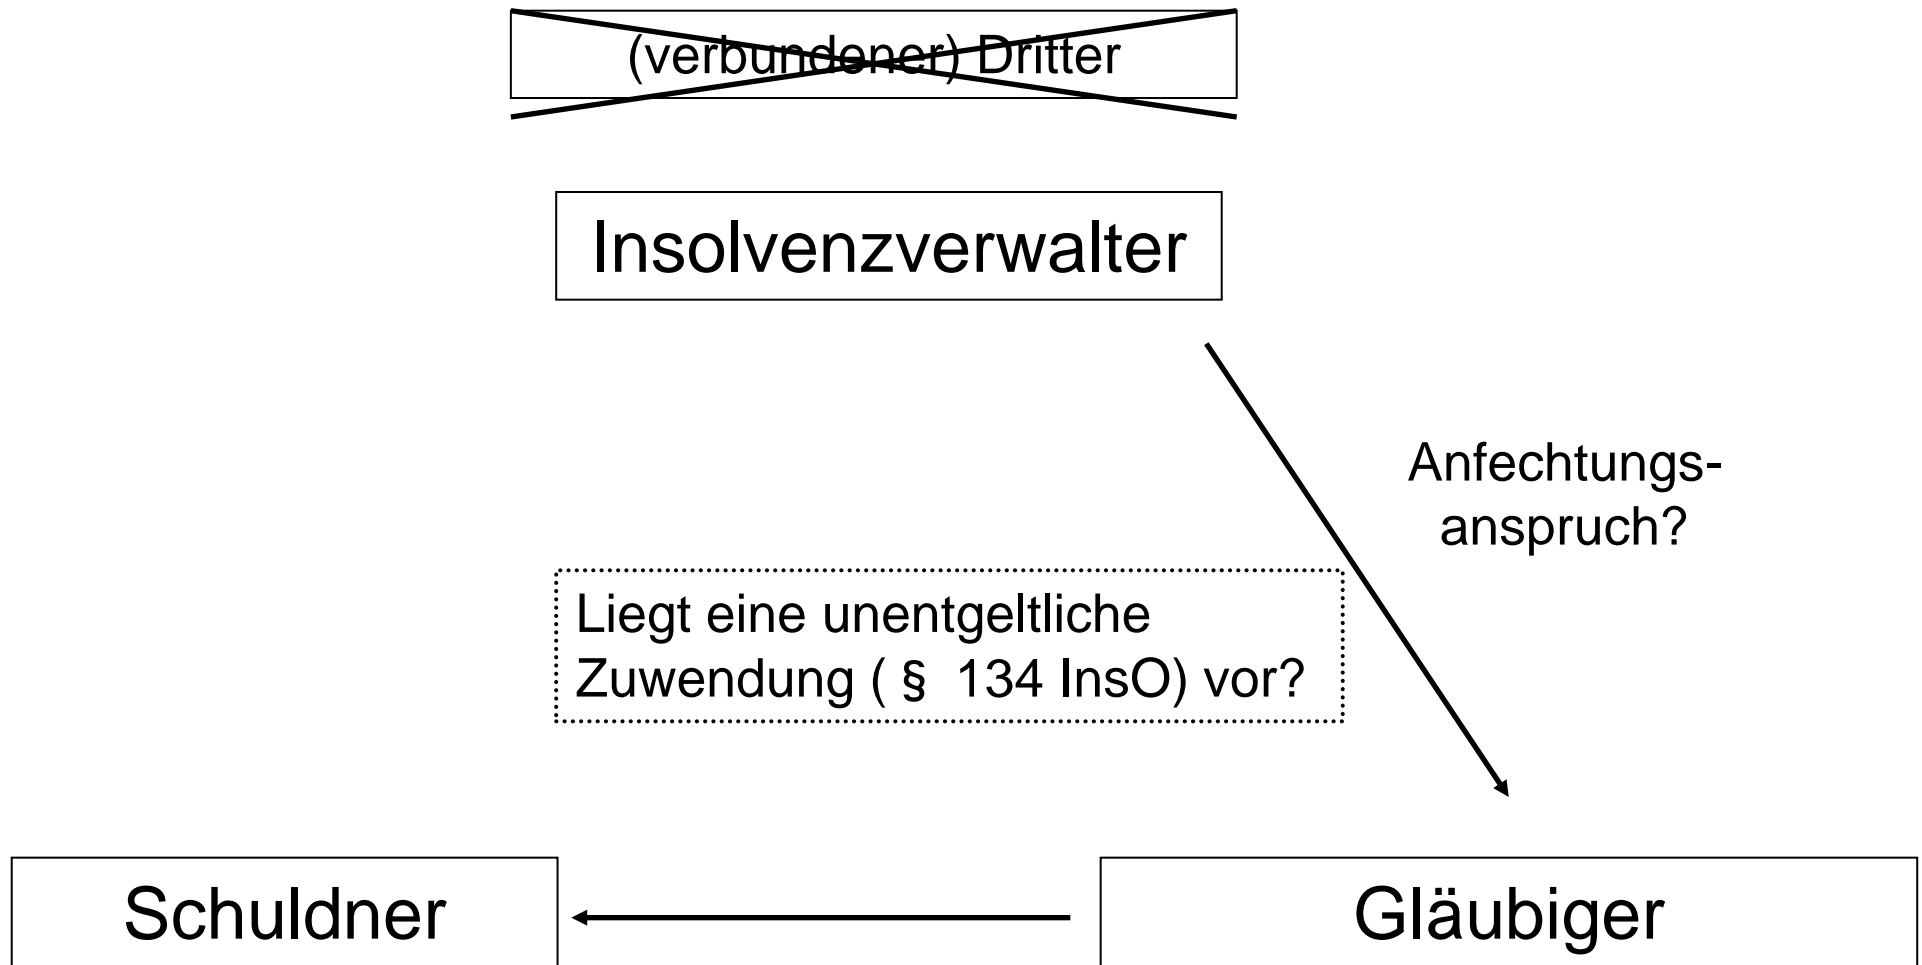 (verbundener) Dritter
Insolvenzverwalter
Anfechtungs-
anspruch?
Liegt eine unentgeltliche
Zuwendung ( § 134 InsO) vor?
Schuldner
Gläubiger